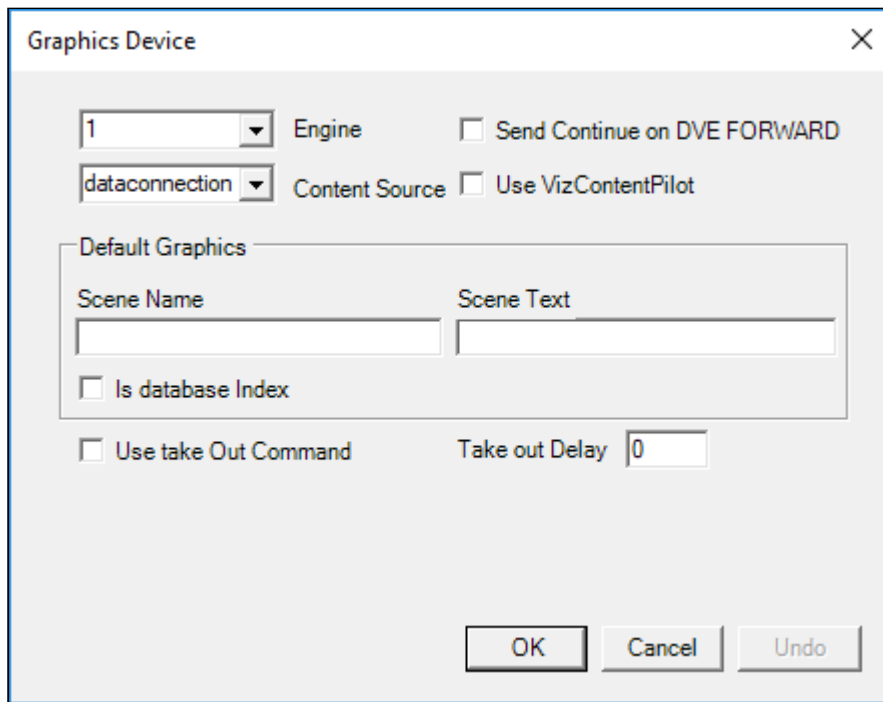 Graphics Device
1 Engine Send Continue on DVE FORWARD
dataconnection Content Source Use VizContentPilot
Default Graphics
Scene Name Scene Text
Is database Index
Use take Out Command Take out Delay 0
OK Cancel Undo